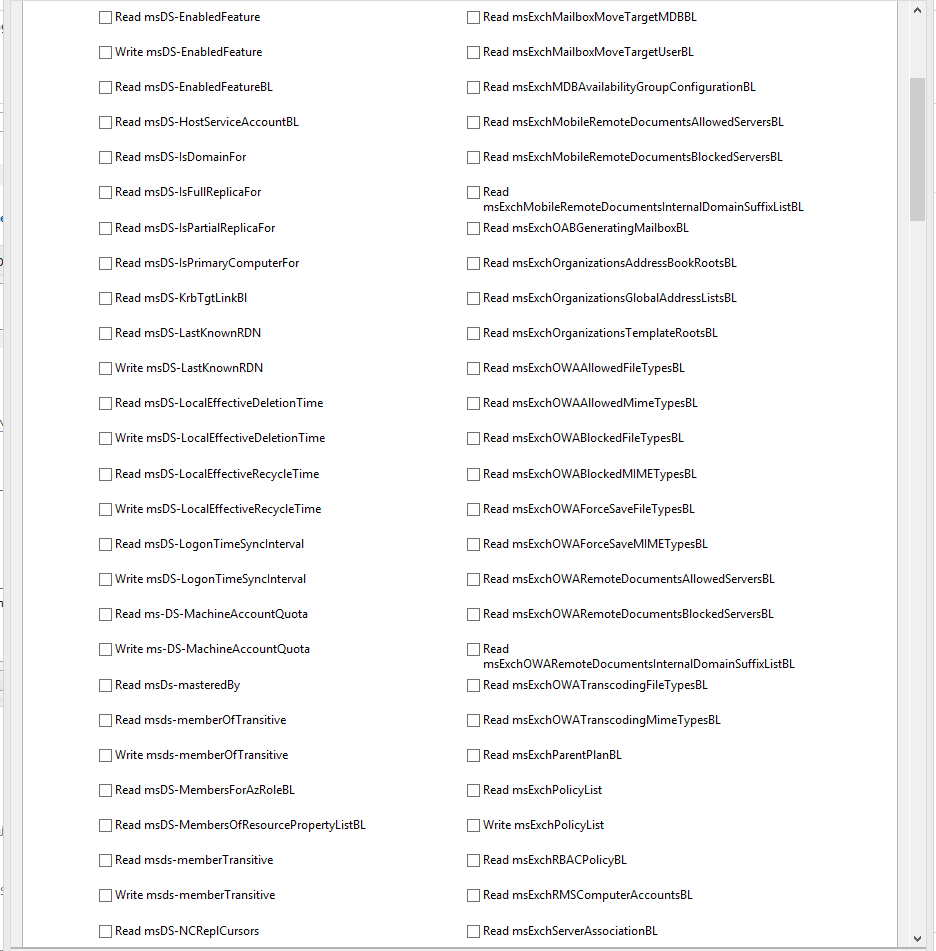 Read msDS-EnabledFeature
Write msDS-EnabledFeature
Read msDS-EnabledFeatureBL
Read msDS-HostServiceAccountBL
Read msDS-IsDomainFor
Read msDS-IsFullReplicaFor
Read msDS-IsPartialReplicaFor
Read msDS-IsPrimaryComputerFor
Read msDS-KrbTgtLinkBl
Read msDS-LastKnownRDN
Write msDS-LastKnownRDN
Read msDS-LocalEffectiveDeletionTime
Write msDS-LocalEffectiveDeletionTime
Read msDS-LocalEffectiveRecycleTime
Write msDS-LocalEffectiveRecycleTime
Read msDS-LogonTimeSyncInterval
Write msDS-LogonTimeSyncInterval
Read ms-DS-MachineAccountQuota
Write ms-DS-MachineAccountQuota
Read msDs-masteredBy
Read msds-memberOfTransitive
Write msds-memberOfTransitive
Read msDS-MembersForAzRoleBL
Read msDS-MembersOfResourcePropertyListBL
Read msds-memberTransitive
Write msds-memberTransitive
Read msDS-NCReplCursors
Read msExchMailboxMoveTargetMDBBL
Read msExchMailboxMoveTargetUserBL
Read msExchMDBAvailabilityGroupConfigurationBL
Read msExchMobileRemoteDocumentsAllowedServersBL
Read msExchMobileRemoteDocumentsBlockedServersBL
Read
msExchMobileRemoteDocumentsInternalDomainSuffixListBL
Read msExchOABGeneratingMailboxBL
Read msExchOrganizationsAddressBookRootsBL
Read msExchOrganizationsGlobalAddressListsBL
Read msExchOrganizationsTemplateRootsBL
Read msExchOWAAllowedFileTypesBL
Read msExchOWAAllowedMimeTypesBL
Read msExchOWABlockedFileTypesBL
Read msExchOWABlockedMIMETypesBL
Read msExchOWAForceSaveFileTypesBL
Read msExchOWAForceSaveMIMETypesBL
Read msExchOWARemoteDocumentsAllowedServersBL
Read msExchOWARemoteDocumentsBlockedServersBL
Read
msExchOWARemoteDocumentsInternalDomainSuffixListBL
Read msExchOWATranscodingFileTypesBL
Read msExchOWATranscodingMimeTypesBL
Read msExchParentPlanBL
Read msExchPolicyList
Write msExchPolicyList
Read msExchRBACPolicyBL
Read msExchRMSComputerAccountsBL
Read msExchServerAssociationBL